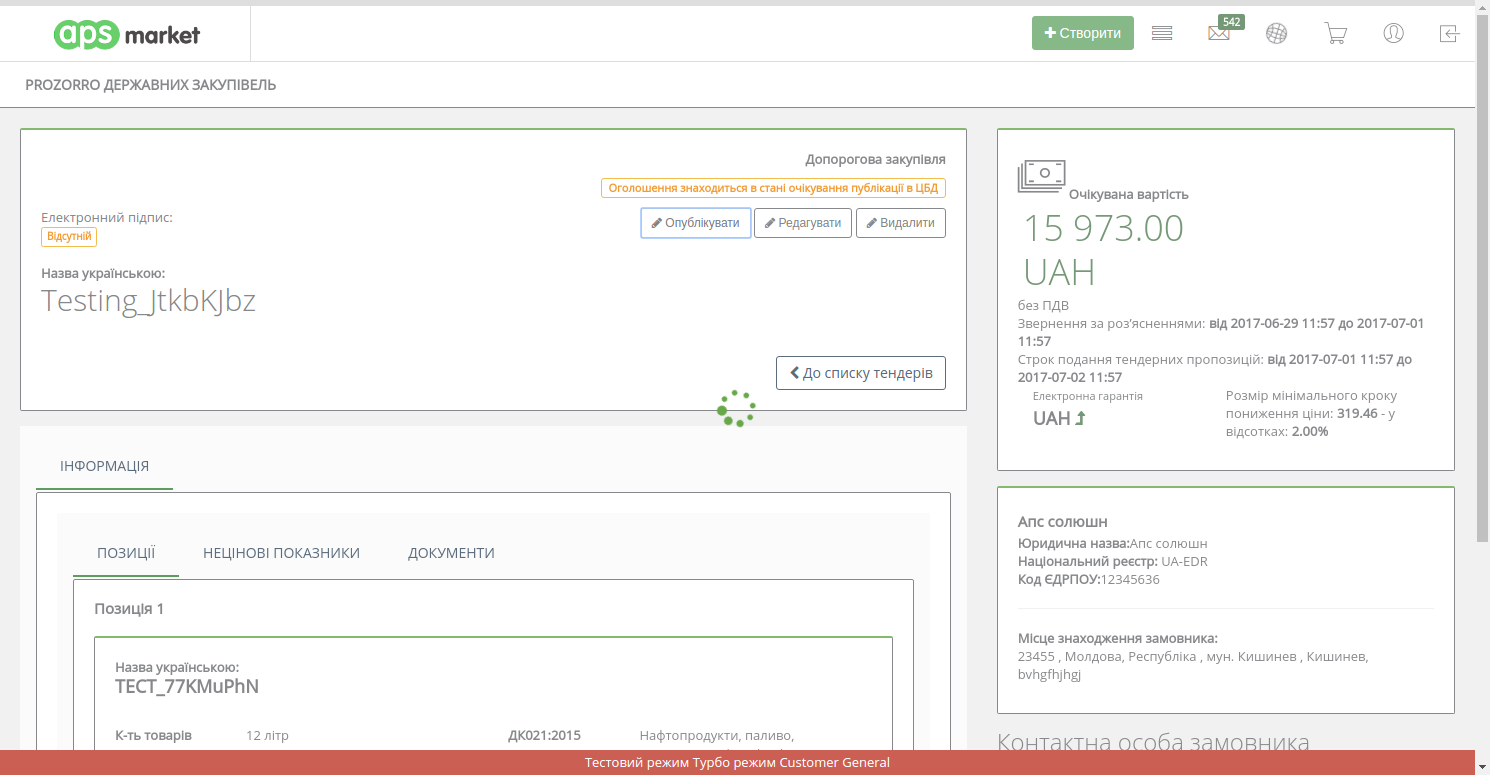 aps market
Створити
542
PROZORRO ДЕРЖАВНИХ ЗАКУПІВЕЛЬ
Допорогова закупівля
Оголошення знаходиться в стані очікування публікації в ЦБД
Електронний підпис:
Відсутній
Опублікувати
Редагувати
Видалити
Назва українською:
Testing_JtkbKJbz
До списку тендерів
ІНФОРМАЦІЯ
ПОЗИЦІЇ НЕЦІНОВІ ПОКАЗНИКИ ДОКУМЕНТИ
Позиція 1
Назва українською:
ТЕСТ_77KMuPhN
К-ть товарів 12 літр ДК021:2015 Нафтопродукти, паливо,
Очікувана вартість
15 973.00
UAH
без ПДВ
Звернення за роз'ясненнями: від 2017-06-29 11:57 до 2017-07-01
11:57
Строк подання тендерних пропозицій: від 2017-07-01 11:57 до
2017-07-02 11:57
Електронна гарантія
UAH
Розмір мінімального кроку
пониження ціни: 319.46 - у
відсотках: 2.00%
Апс солюшн
Юридична назва:Апс солюшн
Національний реєстр: UA-EDR
Код ЄДРПОУ:12345636
Місце знаходження замовника:
23455 , Молдова, Республіка , мун. Кишинев , Кишинев,
bvhgfhjhgj
Контактна особа замовника
Тестовий режим Турбо режим Customer General